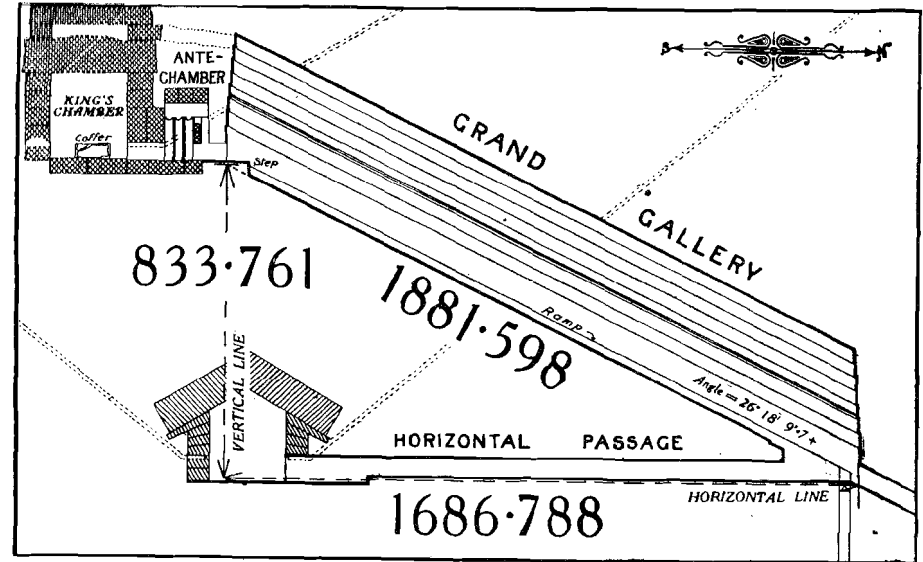 S
N
ANTE-
CHAMBER
KING'S
CHAMBER
Coffer
GRAND
GALLERY
Step
833·761
1881·598
Ramp
VERTICAL LINE
Angle = 26° 18' 9·7 +
HORIZONTAL PASSAGE
HORIZONTAL LINE
1686·788